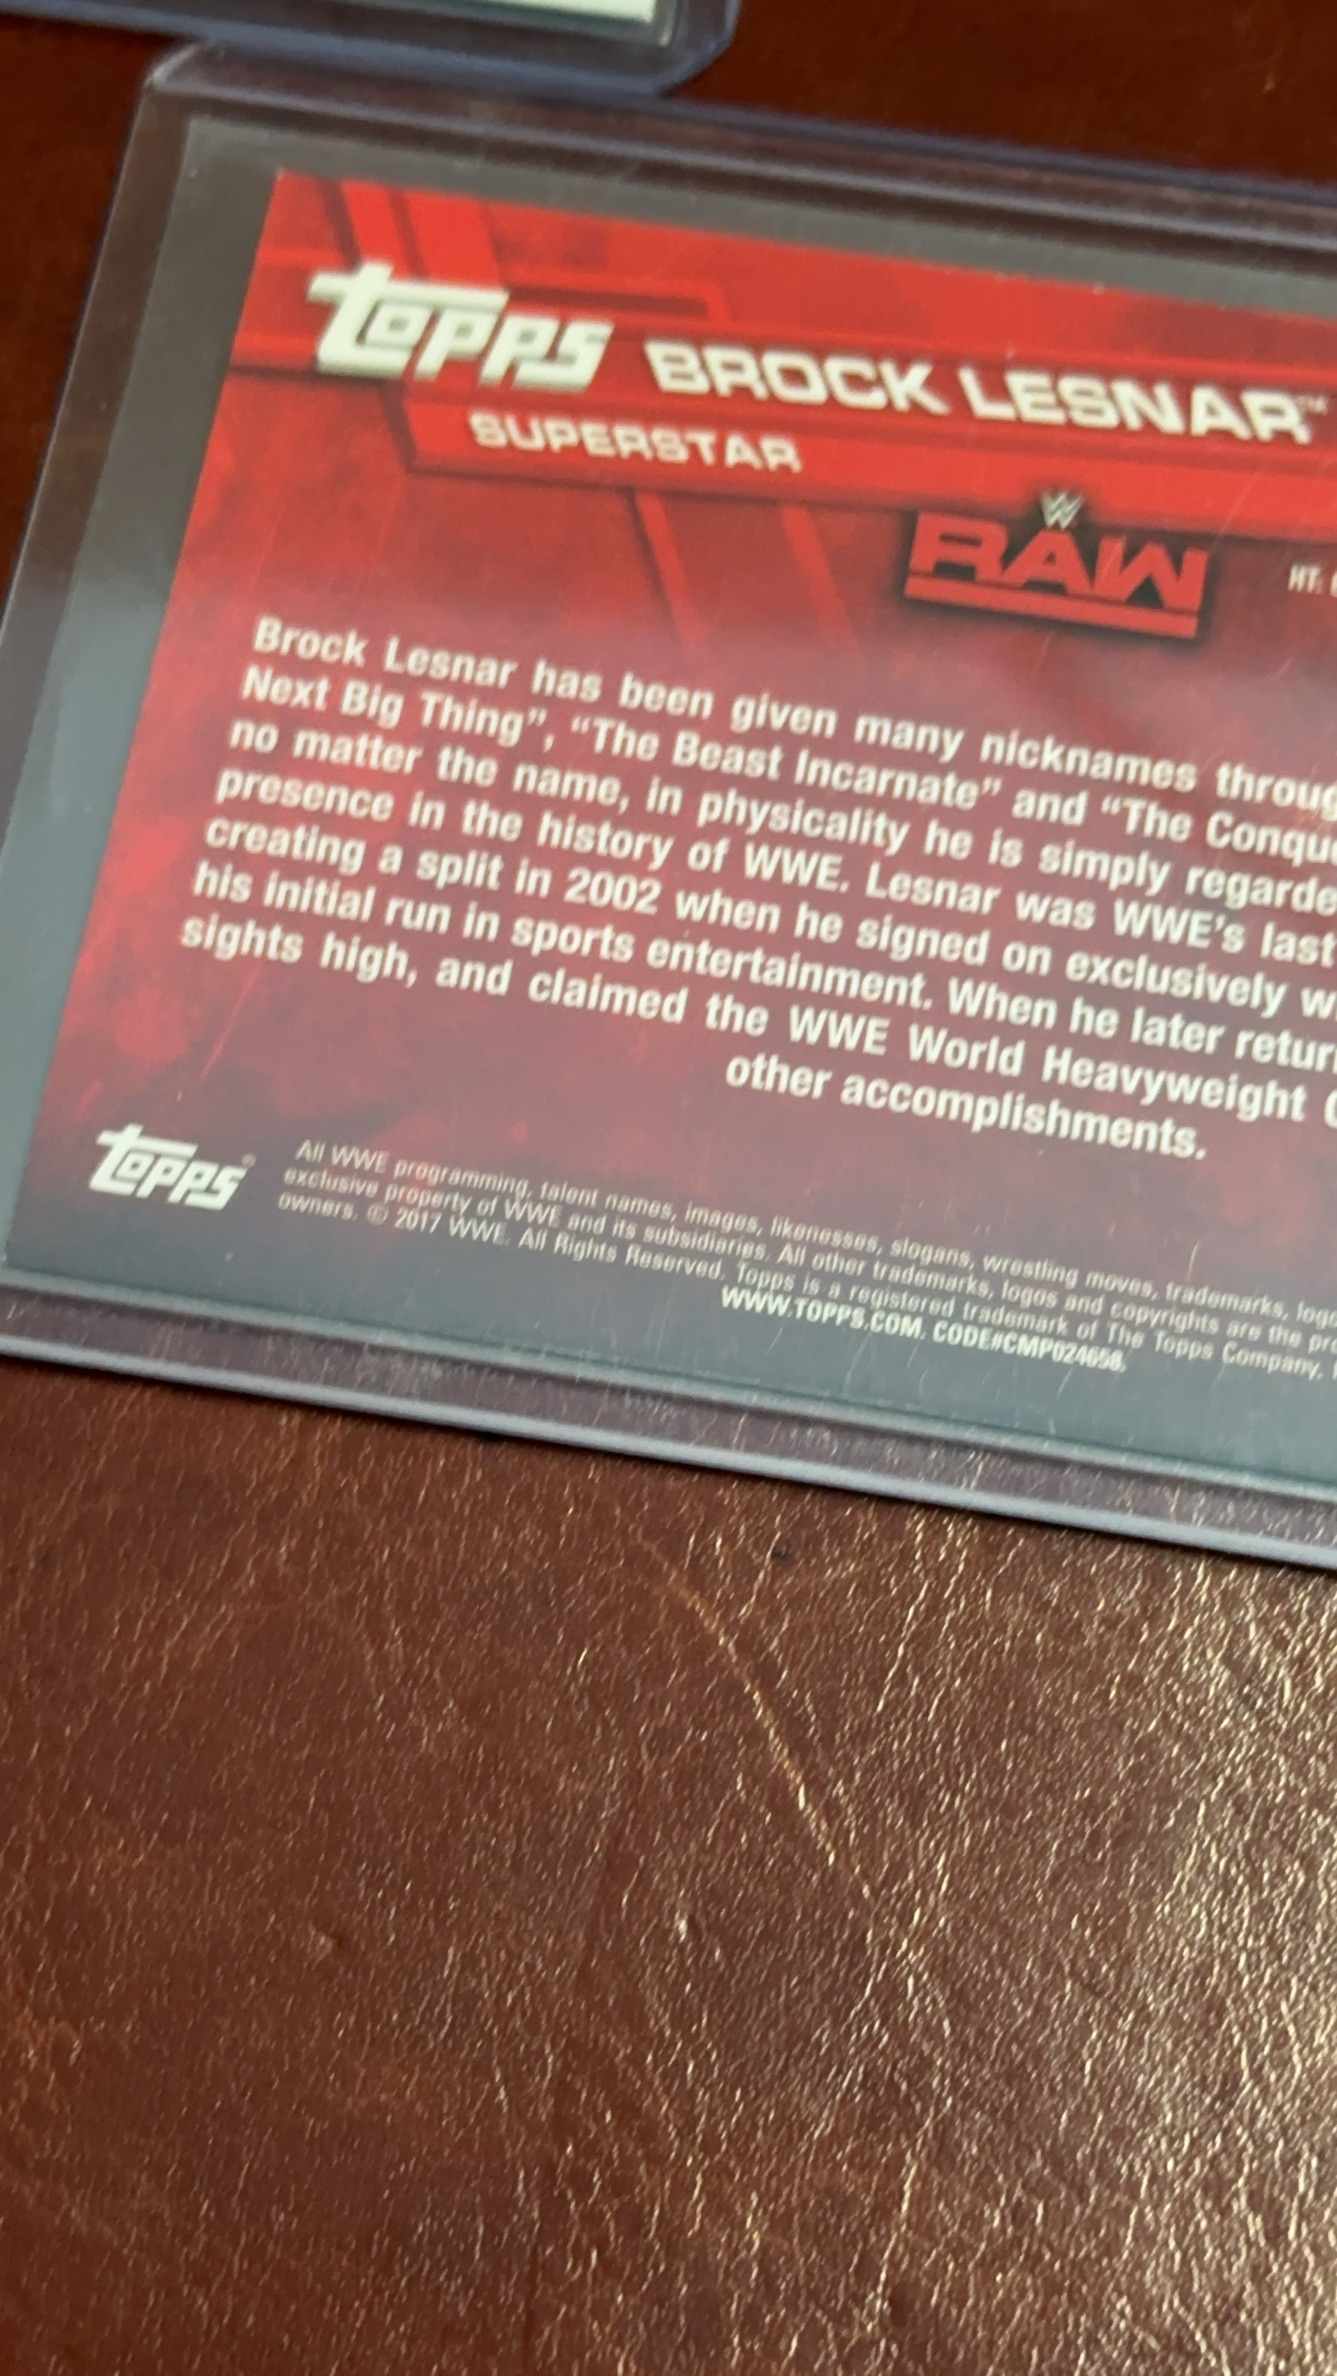 TOPPS BROCK LESNAR™
SUPERSTAR
W
RAW
HT:
Brock Lesnar has been given many nicknames throug
Next Big Thing”, “The Beast Incarnate” and “The Conqu
no matter the name, in physicality he is simply regarde
presence in the history of WWE. Lesnar was WWE’s last
creating a split in 2002 when he signed on exclusively w
his initial run in sports entertainment. When he later retur
sights high, and claimed the WWE World Heavyweight
other accomplishments.
TOPPS®
All WWE programming, talent names, images, likenesses, slogans, wrestling moves, trademarks, logo
exclusive property of WWE and its subsidiaries. All other trademarks, logos and copyrights are the pro
owners. © 2017 WWE. All Rights Reserved. Topps is a registered trademark of The Topps Company,
WWW.TOPPS.COM, CODE#CMP024658,